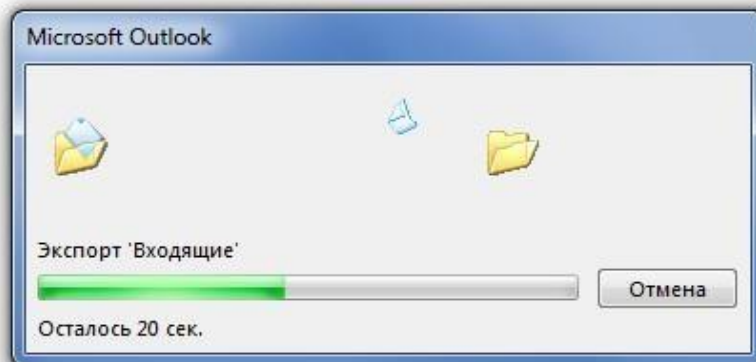 Microsoft Outlook
Экспорт 'Входящие'
Отмена
Осталось 20 сек.